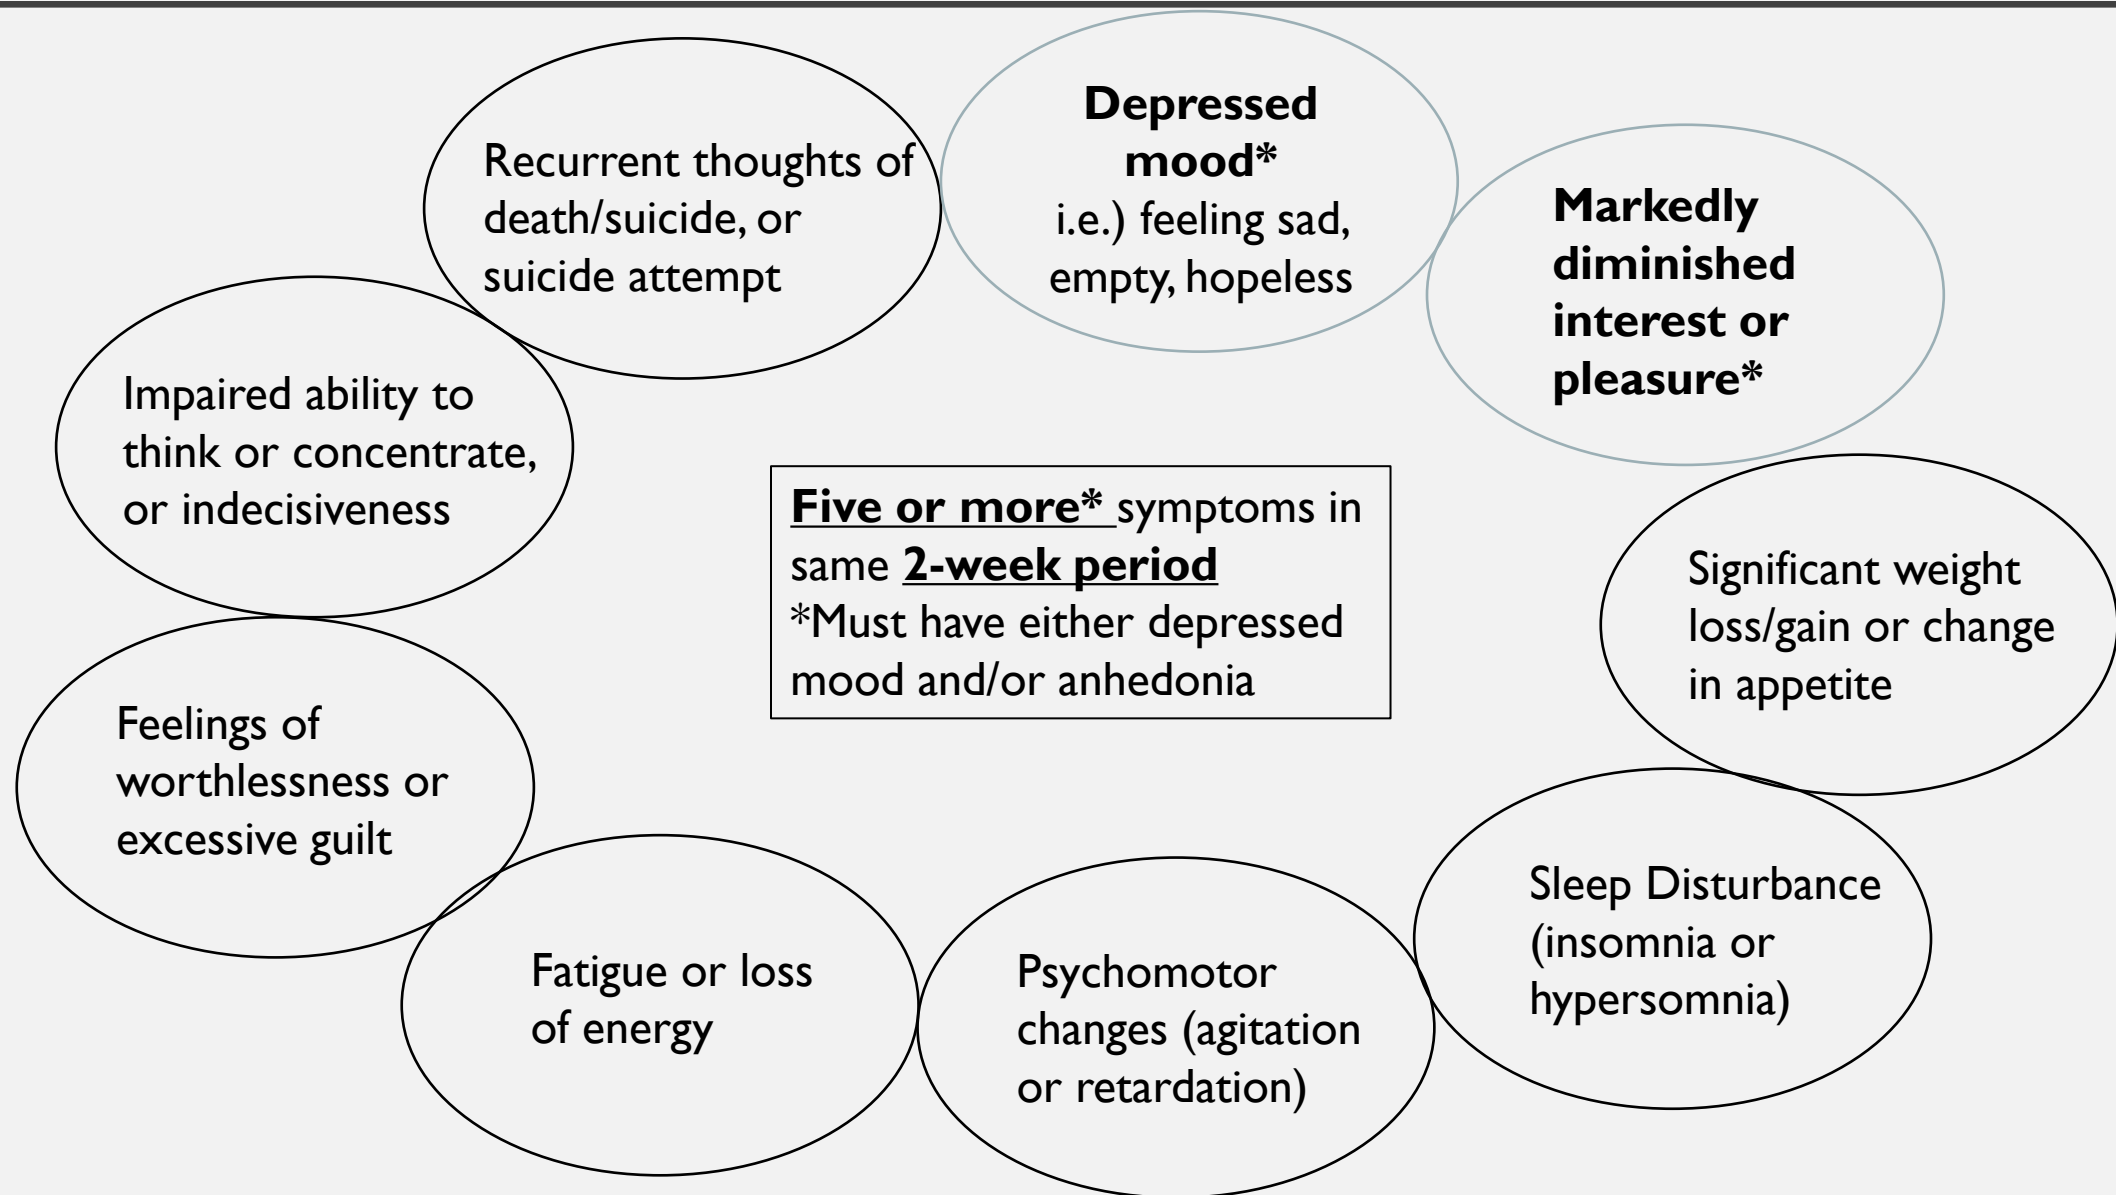 Depressed
mood*
i.e.) feeling sad,
empty, hopeless
Markedly
diminished
interest or
pleasure*
Significant weight
loss/gain or change
in appetite
Sleep Disturbance
(insomnia or
hypersomnia)
Psychomotor
changes (agitation
or retardation)
Fatigue or loss
of energy
Feelings of
worthlessness or
excessive guilt
Impaired ability to
think or concentrate,
or indecisiveness
Recurrent thoughts of
death/suicide, or
suicide attempt
Five or more* symptoms in
same 2-week period
*Must have either depressed
mood and/or anhedonia